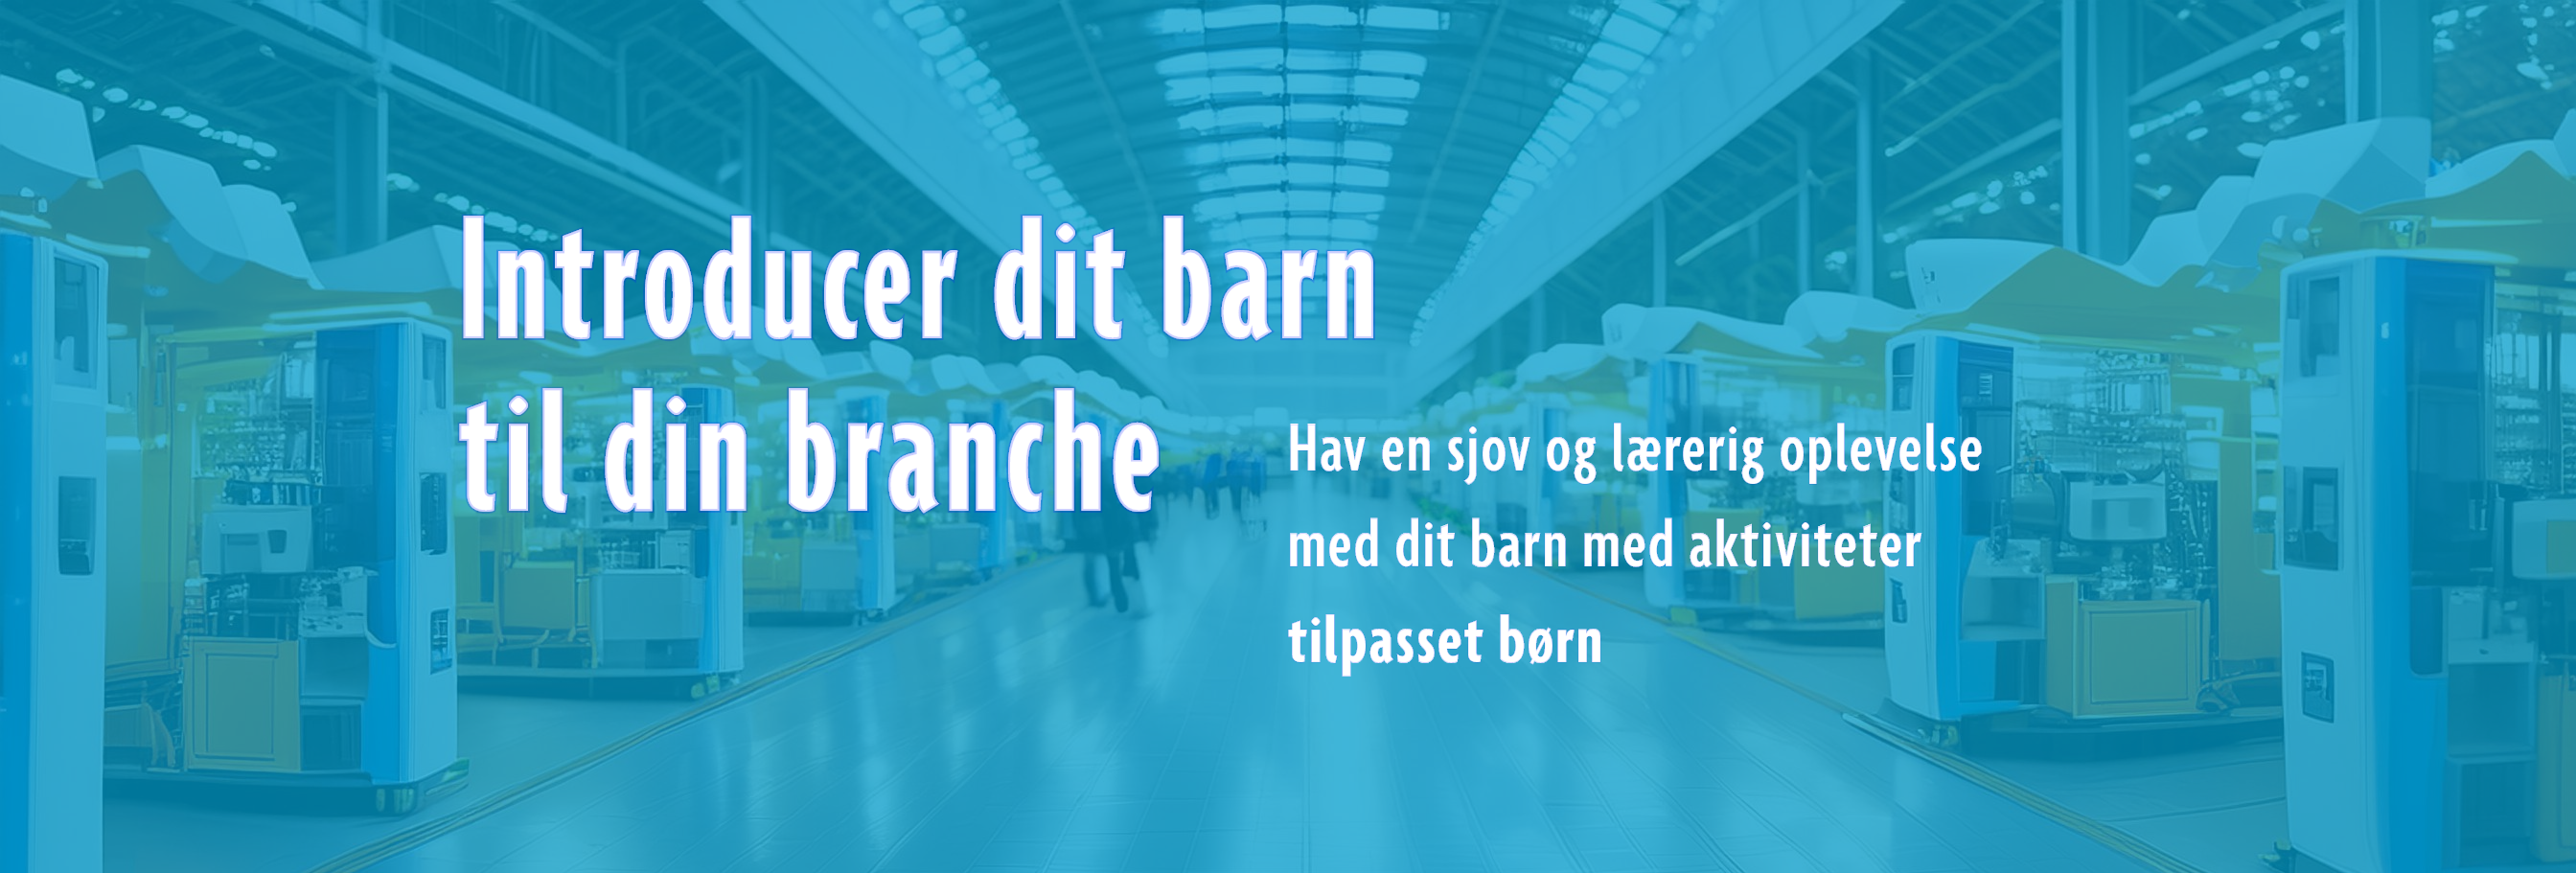 Introducer dit barn
til din branche
Hav en sjov og lærerig oplevelse
med dit barn med aktiviteter
tilpasset børn